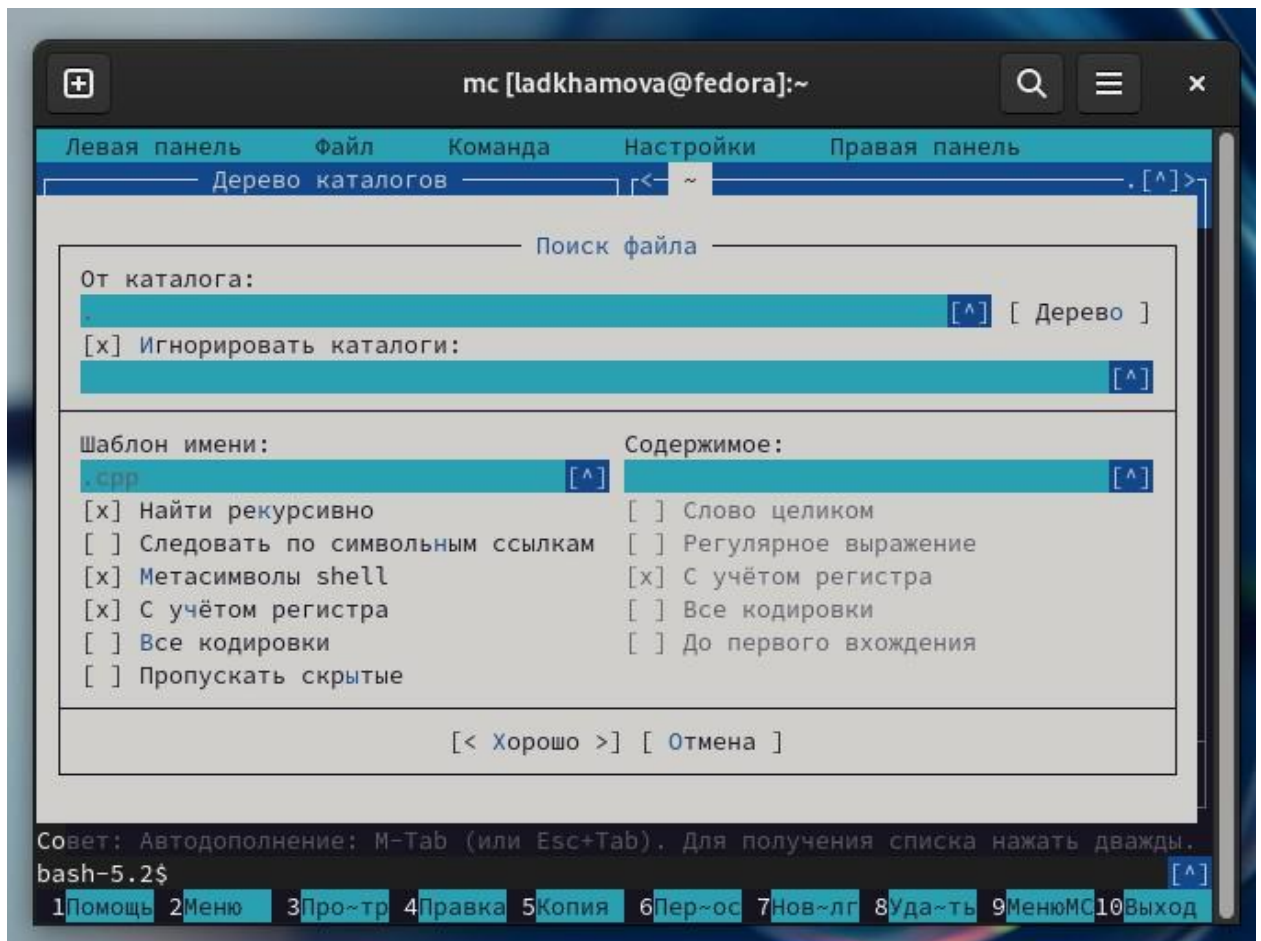 mc [ladkhamova@fedora]:~
Левая панель Файл Команда Настройки Правая панель
Дерево каталогов <─ ~ .[^]>
Поиск файла
От каталога:
. [^] [ Дерево ]
[x] Игнорировать каталоги:
[^]
Шаблон имени: Содержимое:
.cpp [^] [^]
[x] Найти рекурсивно [ ] Слово целиком
[ ] Следовать по символьным ссылкам [ ] Регулярное выражение
[x] Метасимволы shell [x] С учётом регистра
[x] С учётом регистра [ ] Все кодировки
[ ] Все кодировки [ ] До первого вхождения
[ ] Пропускать скрытые
[< Хорошо >] [ Отмена ]
Совет: Автодополнение: M-Tab (или Esc+Tab). Для получения списка нажать дважды.
bash-5.2$ [^]
1Помощь 2Меню 3Про~тр 4Правка 5Копия 6Пер~ос 7Нов~лг 8Уда~ть 9МенюMC10Выход